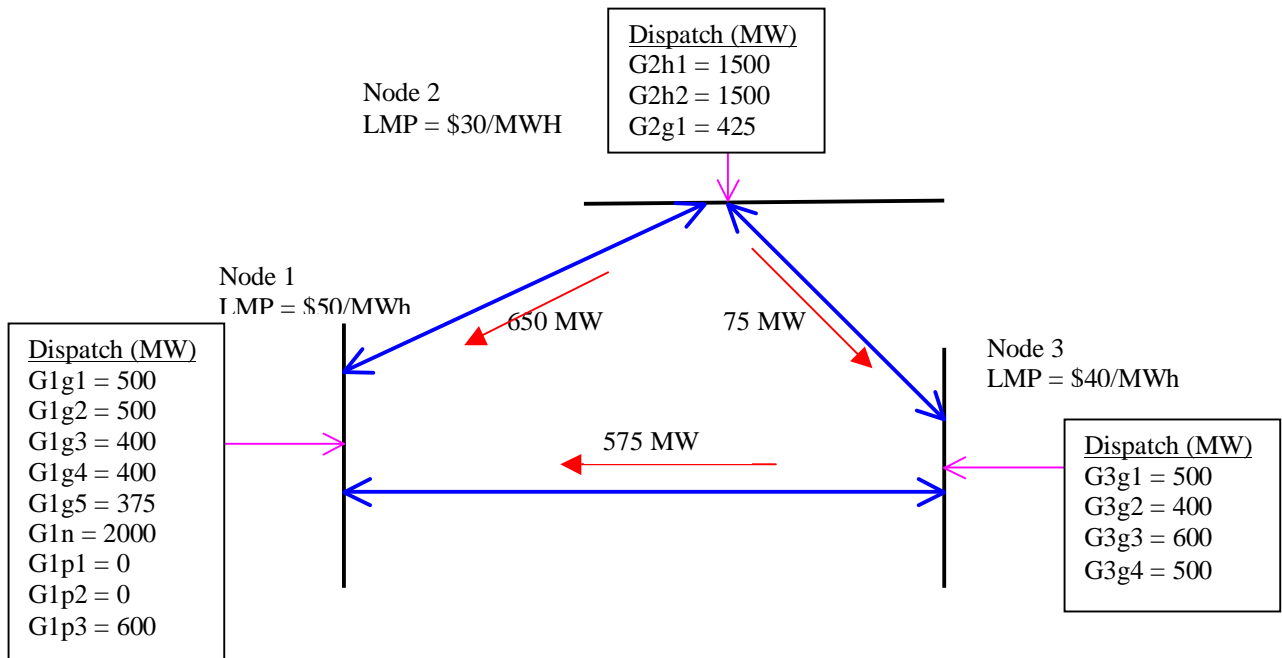 Dispatch (MW)
G2h1 = 1500
G2h2 = 1500
G2g1 = 425
Node 2
LMP = $30/MWH
Node 1
LMP = $50/MWh
650 MW
75 MW
Node 3
LMP = $40/MWh
Dispatch (MW)
G1g1 = 500
G1g2 = 500
G1g3 = 400
G1g4 = 400
G1g5 = 375
G1n = 2000
G1p1 = 0
G1p2 = 0
G1p3 = 600
575 MW
Dispatch (MW)
G3g1 = 500
G3g2 = 400
G3g3 = 600
G3g4 = 500